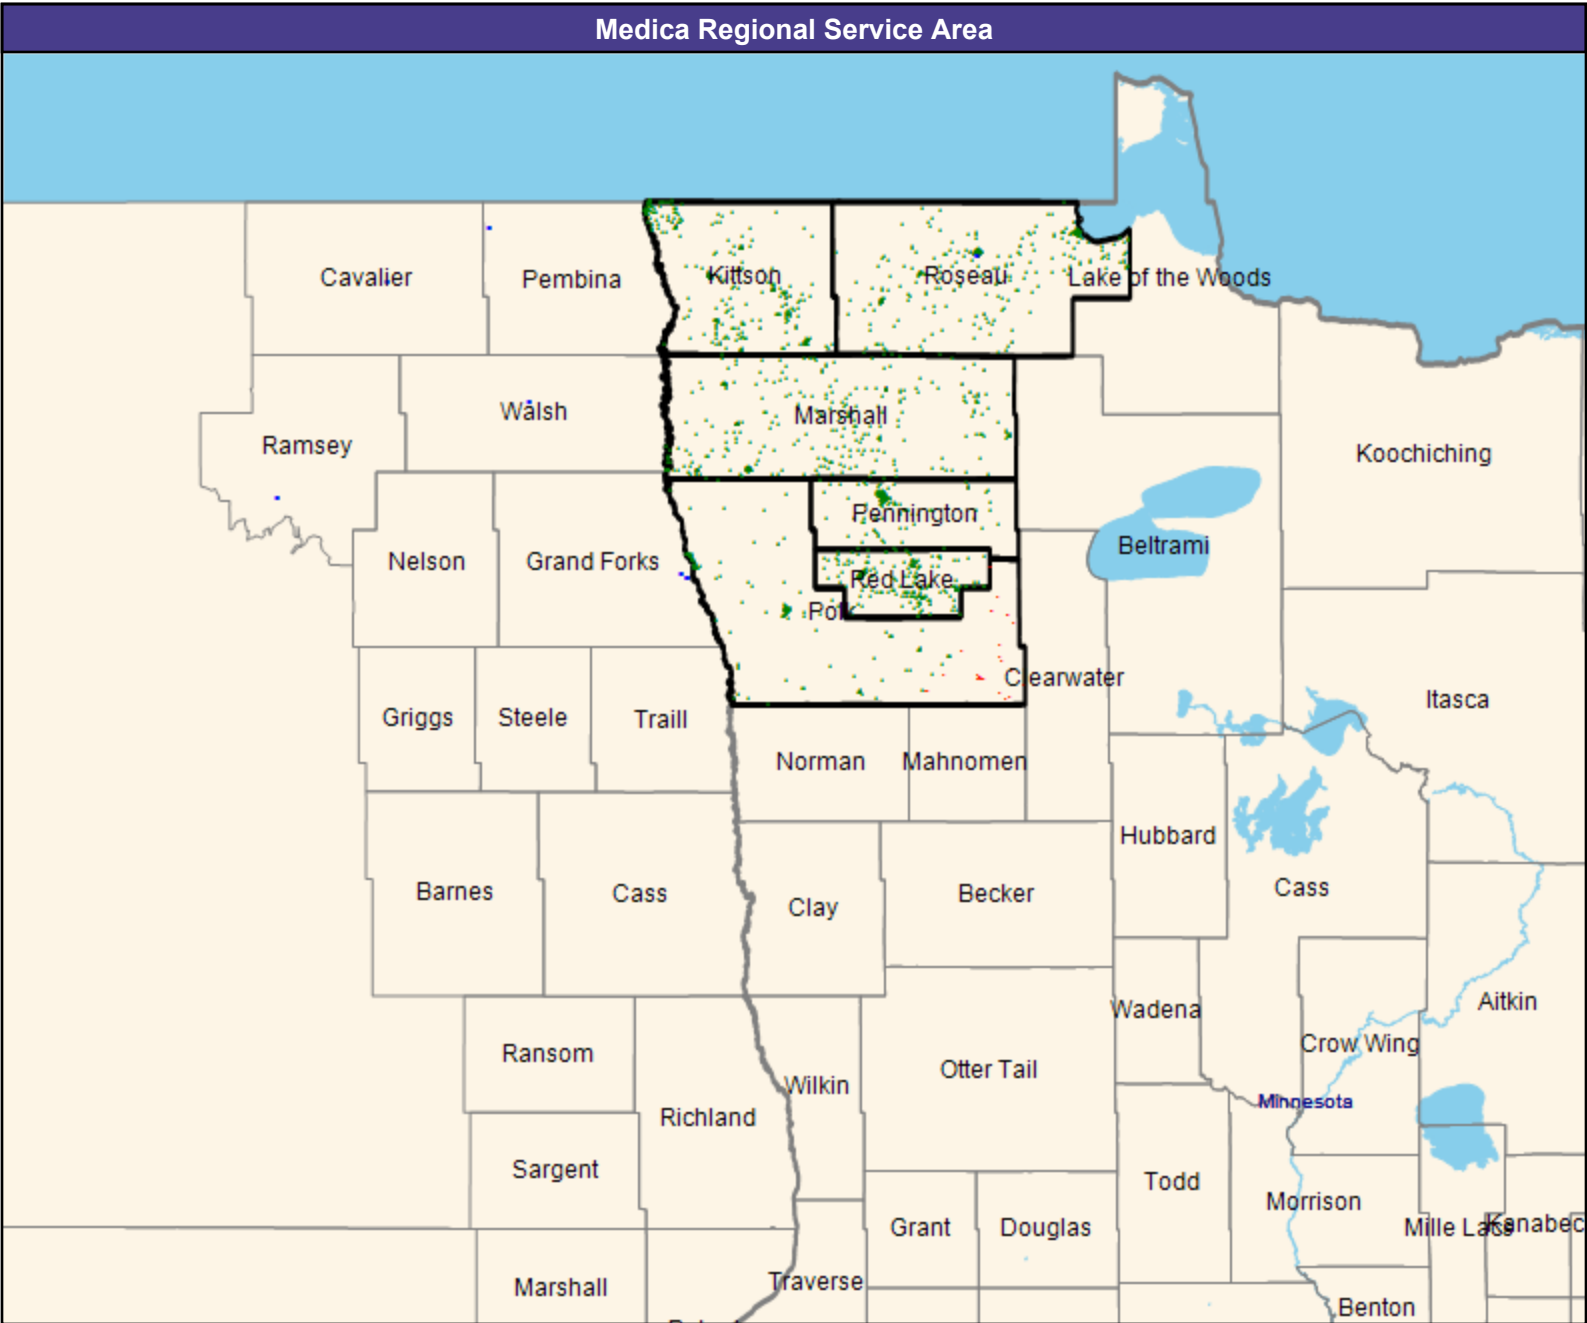 Medica Regional Service Area
Cavalier
Pembina
Kittson
Roseau
Lake of the Woods
Walsh
Marshall
Ramsey
Koochiching
Pennington
Beltrami
Nelson
Grand Forks
Red Lake
Polk
Clearwater
Itasca
Griggs
Steele
Traill
Norman
Mahnomen
Hubbard
Barnes
Cass
Clay
Becker
Cass
Aitkin
Wadena
Crow Wing
Ransom
Otter Tail
Wilkin
Minnesota
Richland
Sargent
Todd
Morrison
Grant
Douglas
Mille Lacs
Kanabec
Marshall
Traverse
Benton